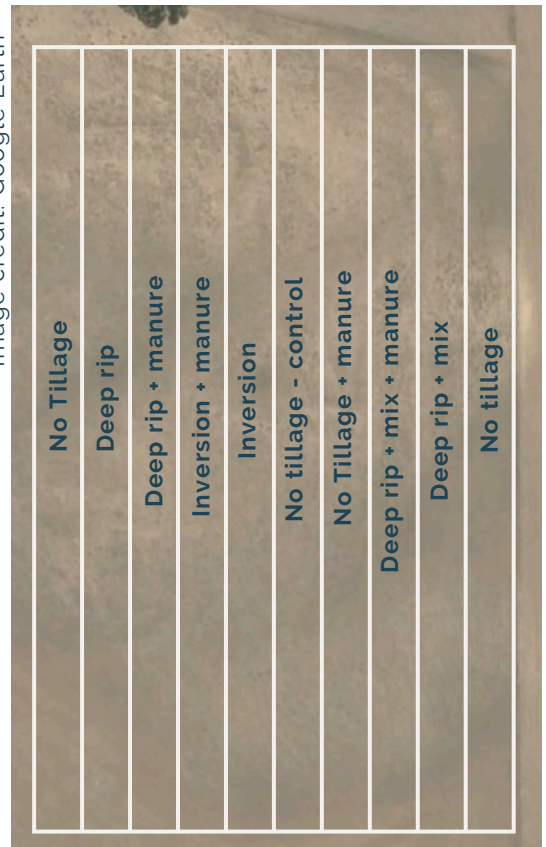 Image credit: Google Earth
No Tillage
Deep rip
Deep rip + manure
Inversion + manure
Inversion
No tillage - control
No Tillage + manure
Deep rip + mix + manure
Deep rip + mix
No tillage